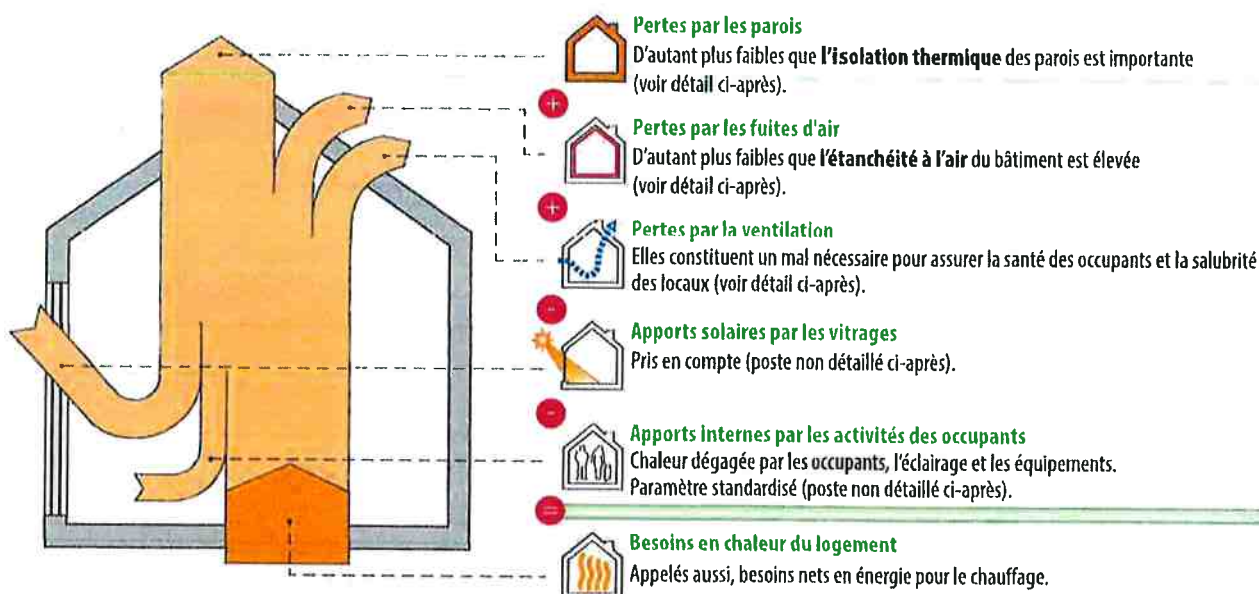 Pertes par les parois
D'autant plus faibles que l'isolation thermique des parois est importante
(voir détail ci-après).
+
Pertes par les fuites d'air
D'autant plus faibles que l'étanchéité à l'air du bâtiment est élevée
(voir détail ci-après).
+
Pertes par la ventilation
Elles constituent un mal nécessaire pour assurer la santé des occupants et la salubrité
des locaux (voir détail ci-après).
-
Apports solaires par les vitrages
Pris en compte (poste non détaillé ci-après).
-
Apports internes par les activités des occupants
Chaleur dégagée par les occupants, l'éclairage et les équipements.
Paramètre standardisé (poste non détaillé ci-après).
=
Besoins en chaleur du logement
Appelés aussi, besoins nets en énergie pour le chauffage.